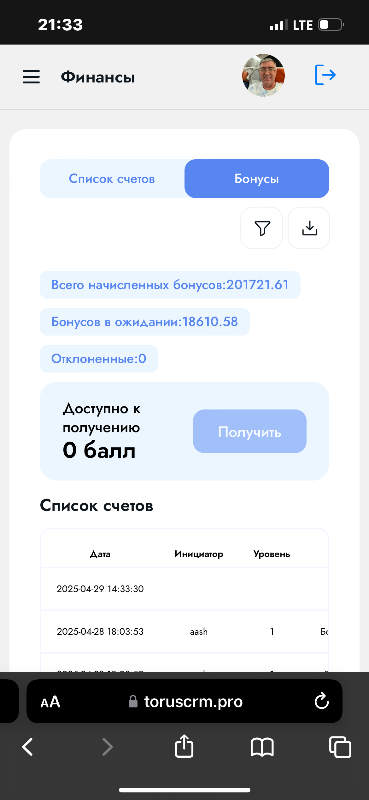 21:33
LTE
Финансы
Список счетов
Бонусы
Всего начисленных бонусов:201721.61
Бонусов в ожидании:18610.58
Отклоненные:0
Доступно к
получению
0 балл
Получить
Список счетов
Дата Инициатор Уровень
2025-04-29 14:33:30
2025-04-28 18:03:53 aash 1
AA toruscrm.pro